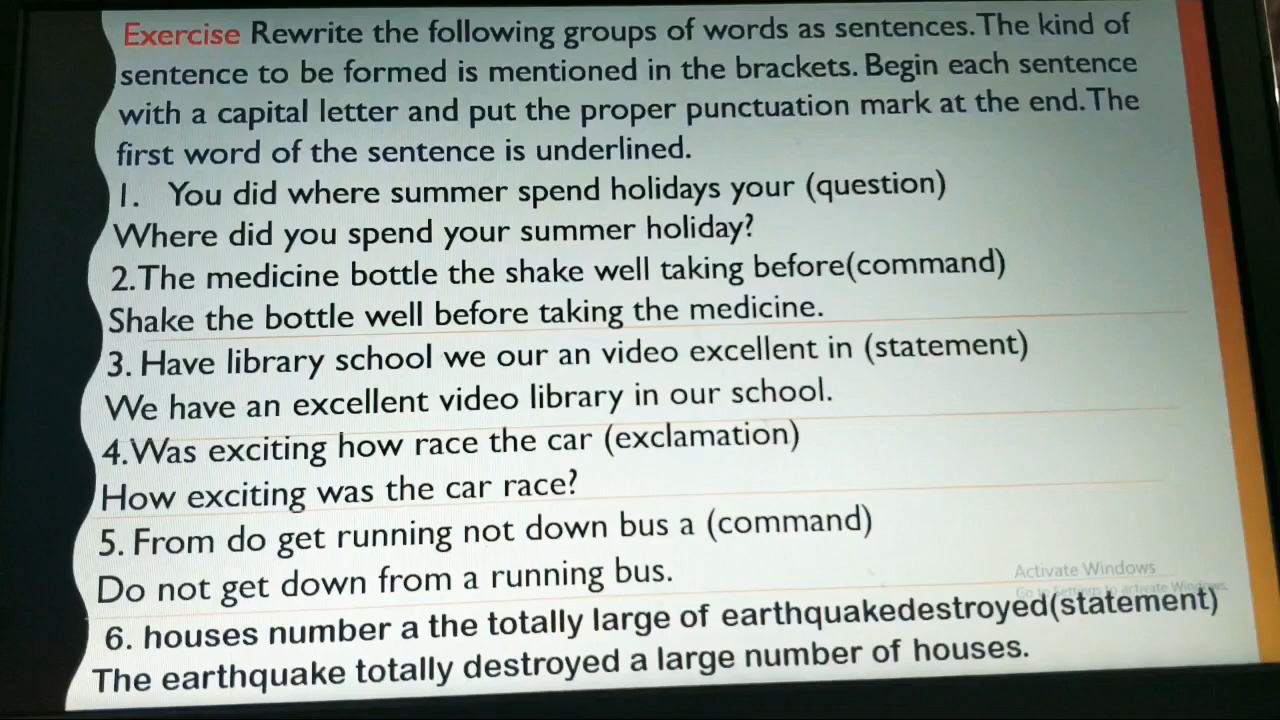 Exercise Rewrite the following groups of words as sentences. The kind of
sentence to be formed is mentioned in the brackets. Begin each sentence
with a capital letter and put the proper punctuation mark at the end. The
first word of the sentence is underlined.
1. You did where summer spend holidays your (question)
Where did you spend your summer holiday?
2.The medicine bottle the shake well taking before(command)
Shake the bottle well before taking the medicine.
3. Have library school we our an video excellent in (statement)
We have an excellent video library in our school.
4.Was exciting how race the car (exclamation)
How exciting was the car race?
5. From do get running not down bus a (command)
Do not get down from a running bus.
Activate Windows
Go to Settings to activate Windows.
6. houses number a the totally large of earthquakedestroyed(statement)
The earthquake totally destroyed a large number of houses.